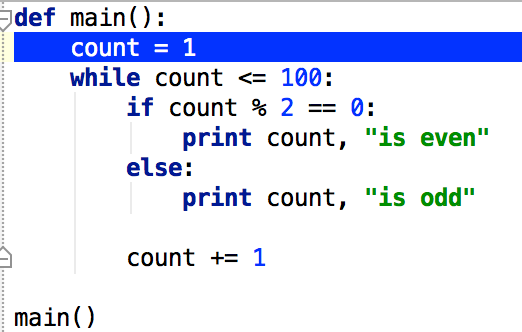 def main():
    count = 1
    while count <= 100:
        if count % 2 == 0:
            print count, "is even"
        else:
            print count, "is odd"

        count += 1

main()